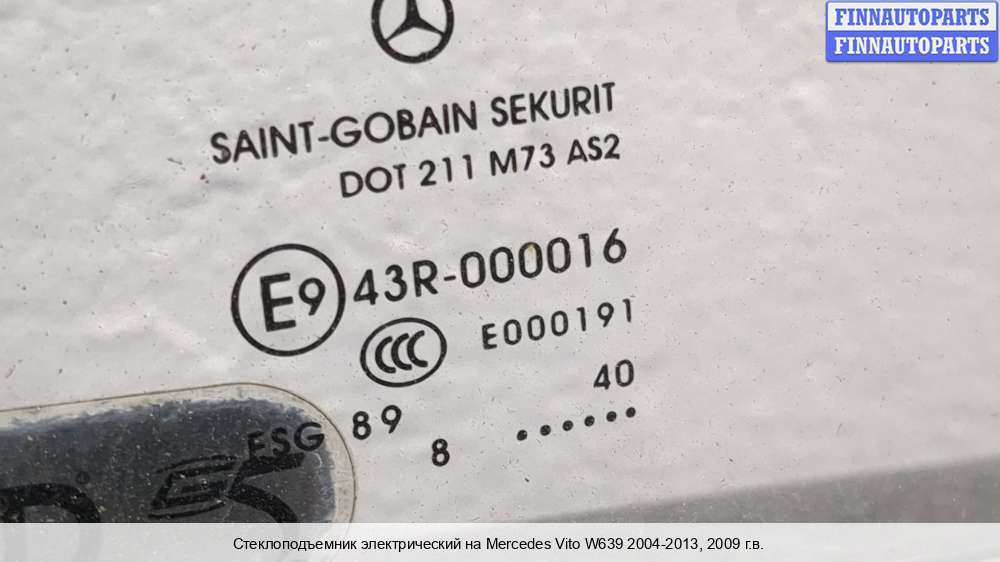 FINNAUTOPARTS
FINNAUTOPARTS
SAINT-GOBAIN SEKURIT
DOT 211 M73 AS2
E9 43R-000016
CCC E000191
40
ESG 89
8 ......
Стеклоподъемник электрический на Mercedes Vito W639 2004-2013, 2009 г.в.